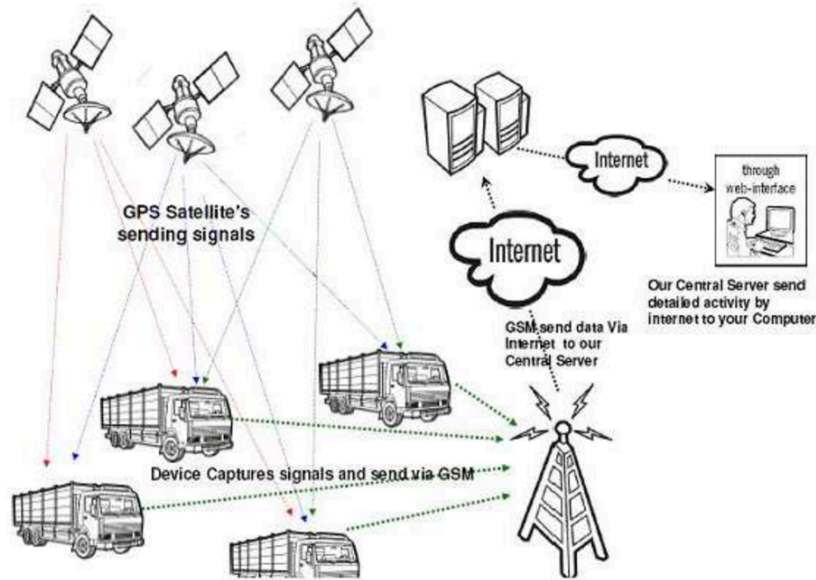 GPS Satellite's
sending signals
Internet
through
web-interface
Internet
Our Central Server send
detailed activity by
internet to your Computer
GSM send data Via
Internet to our
Central Server
Device Captures signals and send via GSM